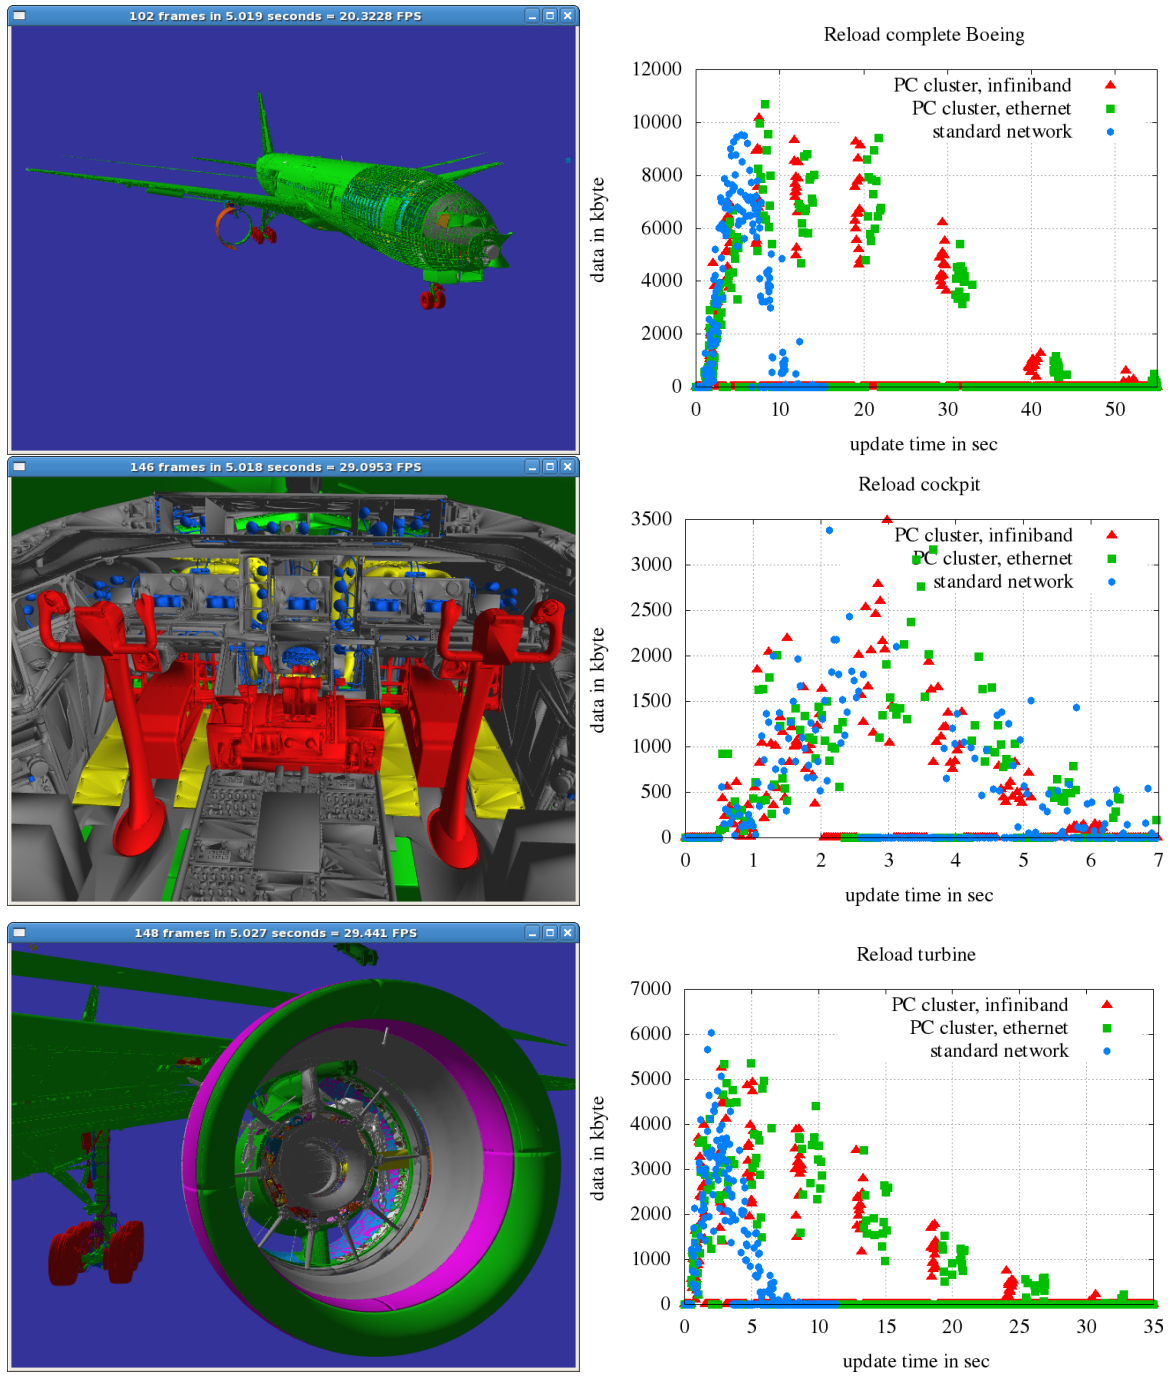 102 frames in 5.019 seconds = 20.3228 FPS
Reload complete Boeing
12000
10000
8000
6000
4000
2000
0
data in kbyte
PC cluster, infiniband
PC cluster, ethernet
standard network
0 10 20 30 40 50
update time in sec
146 frames in 5.018 seconds = 29.0953 FPS
Reload cockpit
3500
3000
2500
2000
1500
1000
500
0
data in kbyte
PC cluster, infiniband
PC cluster, ethernet
standard network
0 1 2 3 4 5 6 7
update time in sec
148 frames in 5.027 seconds = 29.441 FPS
Reload turbine
7000
6000
5000
4000
3000
2000
1000
0
data in kbyte
PC cluster, infiniband
PC cluster, ethernet
standard network
0 5 10 15 20 25 30 35
update time in sec